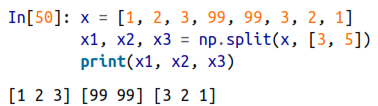 In[50]: x = [1, 2, 3, 99, 99, 3, 2, 1]
x1, x2, x3 = np.split(x, [3, 5])
print(x1, x2, x3)
[1 2 3] [99 99] [3 2 1]